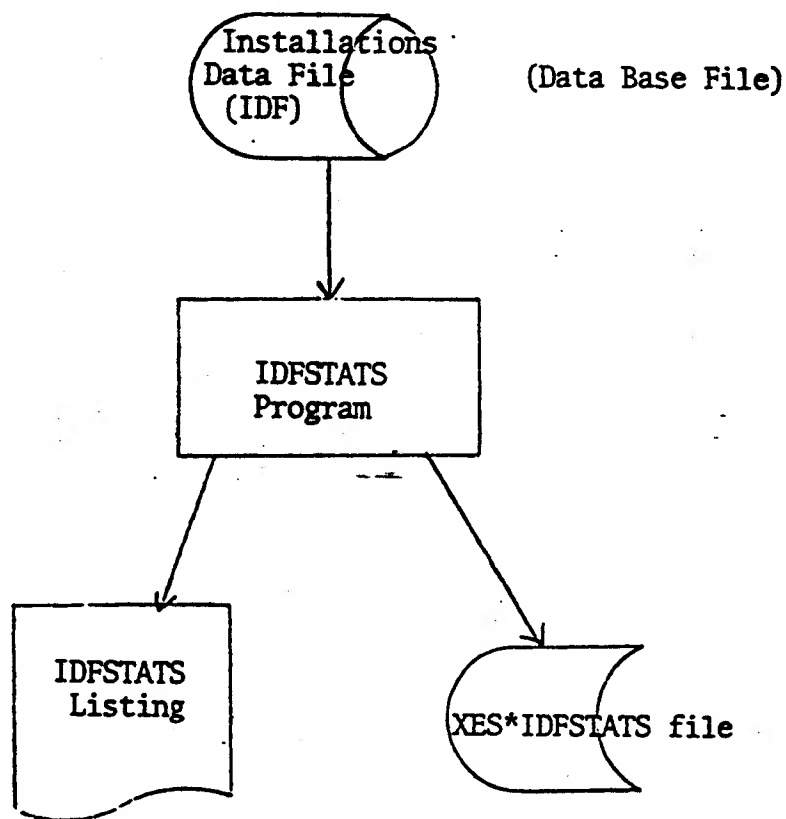 Installations
Data File
(IDF)
(Data Base File)
IDFSTATS
Program
IDFSTATS
Listing
XES*IDFSTATS file